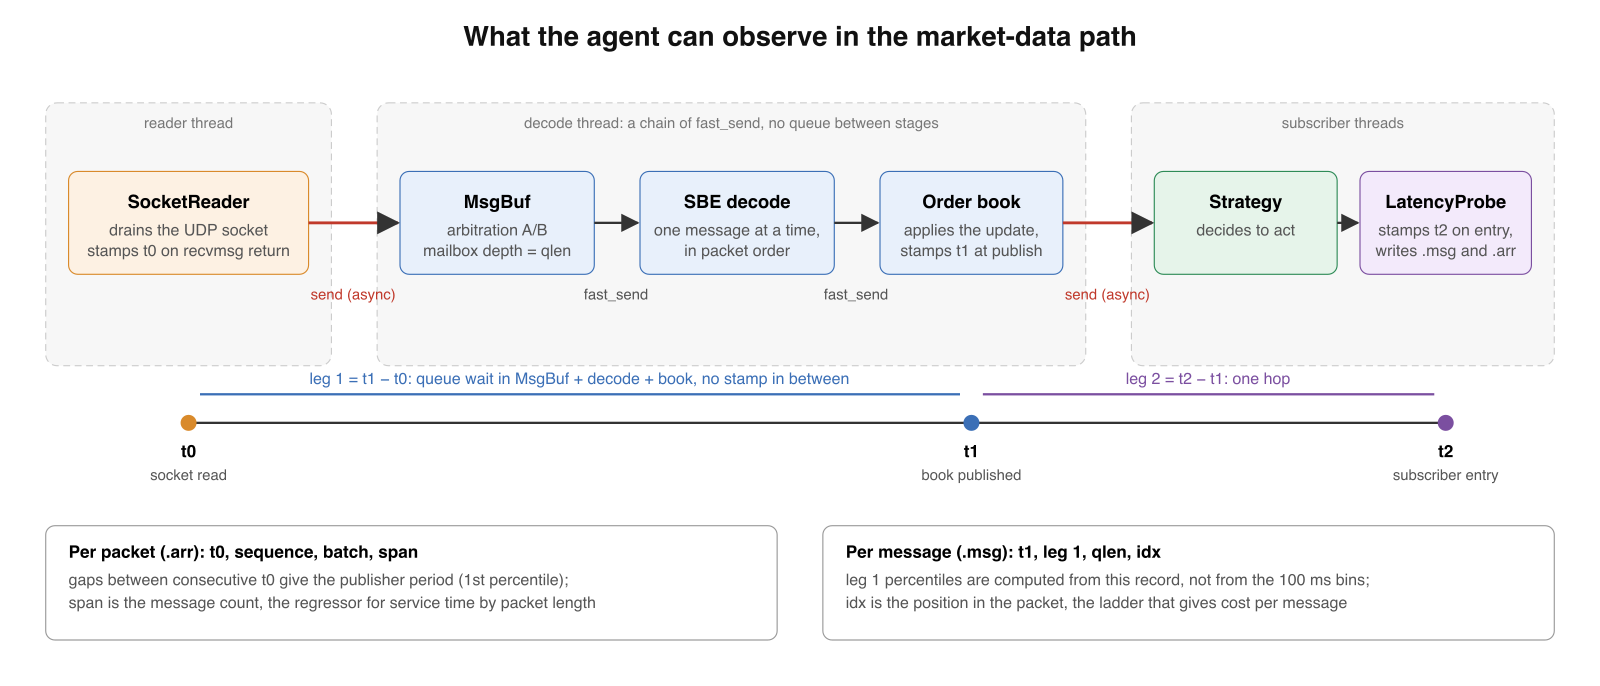 What the agent can observe in the market-data path
reader thread
decode thread: a chain of fast_send, no queue between stages
subscriber threads
SocketReader
drains the UDP socket
stamps t0 on recvmsg return
MsgBuf
arbitration A/B
mailbox depth = qlen
SBE decode
one message at a time,
in packet order
Order book
applies the update,
stamps t1 at publish
Strategy
decides to act
LatencyProbe
stamps t2 on entry,
writes .msg and .arr
send (async)
fast_send
fast_send
send (async)
leg 1 = t1 − t0: queue wait in MsgBuf + decode + book, no stamp in between
leg 2 = t2 − t1: one hop
t0
socket read
t1
book published
t2
subscriber entry
Per packet (.arr): t0, sequence, batch, span
gaps between consecutive t0 give the publisher period (1st percentile);
span is the message count, the regressor for service time by packet length
Per message (.msg): t1, leg 1, qlen, idx
leg 1 percentiles are computed from this record, not from the 100 ms bins;
idx is the position in the packet, the ladder that gives cost per message